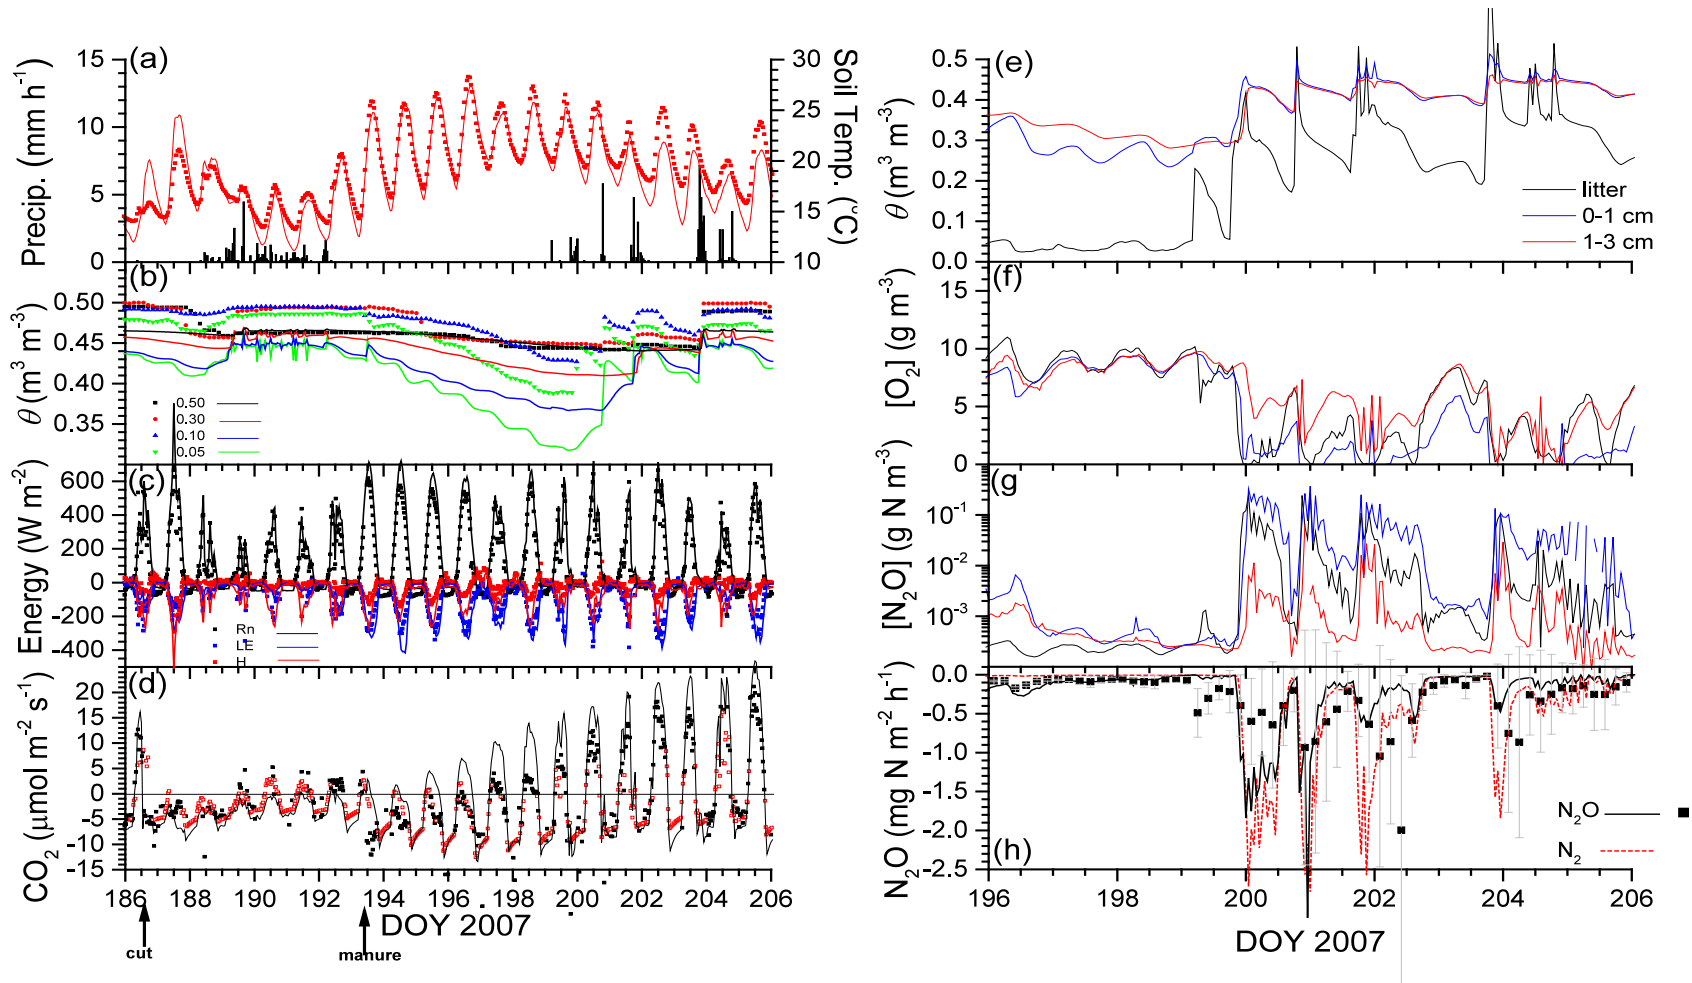 (a)
Precip. (mm h⁻¹)
15
10
5
0
Soil Temp. (°C)
30
25
20
15
10
(b)
θ (m³ m⁻³)
0.50
0.45
0.40
0.35
0.50
0.30
0.10
0.05
(c)
Energy (W m⁻²)
600
400
200
0
-200
-400
Rn
LE
H
(d)
CO₂ (μmol m⁻² s⁻¹)
20
15
10
5
0
-5
-10
-15
186 188 190 192 194 196 198 200 202 204 206
DOY 2007
cut
manure
(e)
θ (m³ m⁻³)
0.5
0.4
0.3
0.2
0.1
0
litter
0-1 cm
1-3 cm
(f)
[O₂] (g m⁻³)
15
10
5
0
(g)
[N₂O] (g N m⁻³)
10⁻¹
10⁻²
10⁻³
(h)
N₂O (mg N m⁻² h⁻¹)
0.0
-0.5
-1.0
-1.5
-2.0
-2.5
N₂O
N₂
196 198 200 202 204 206
DOY 2007